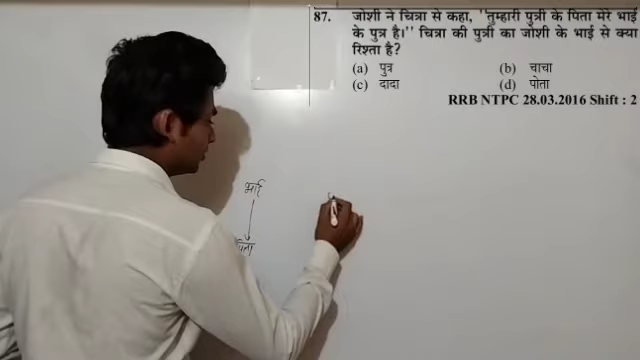 87. जोशी ने चित्रा से कहा, ''तुम्हारी पुत्री के पिता मेरे भाई
के पुत्र है।'' चित्रा की पुत्री का जोशी के भाई से क्या
रिश्ता है?
(a) पुत्र (b) चाचा
(c) दादा (d) पोता
RRB NTPC 28.03.2016 Shift : 2
भाई
पिता